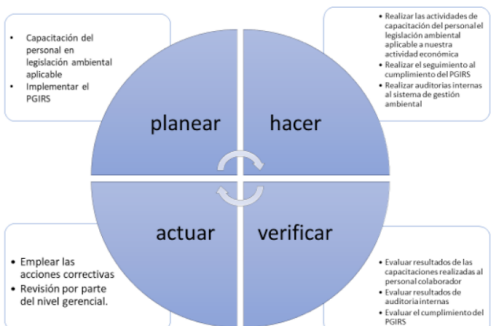 • Capacitación del
personal en
legislación ambiental
aplicable
• Implementar el
PGIRS
• Realizar las actividades de
capacitación del personal el
legislación ambiental
aplicable a nuestra
actividad económica
• Realizar el seguimiento al
cumplimiento del PGIRS
• Realizar auditorias internas
al sistema de gestión
ambiental
planear
hacer
actuar
verificar
• Emplear las
acciones correctivas
• Revisión por parte
del nivel gerencial.
• Evaluar resultados de las
capacitaciones realizadas al
personal colaborador
• Evaluar resultados de
auditoria internas
• Evaluar el cumplimiento del
PGIRS